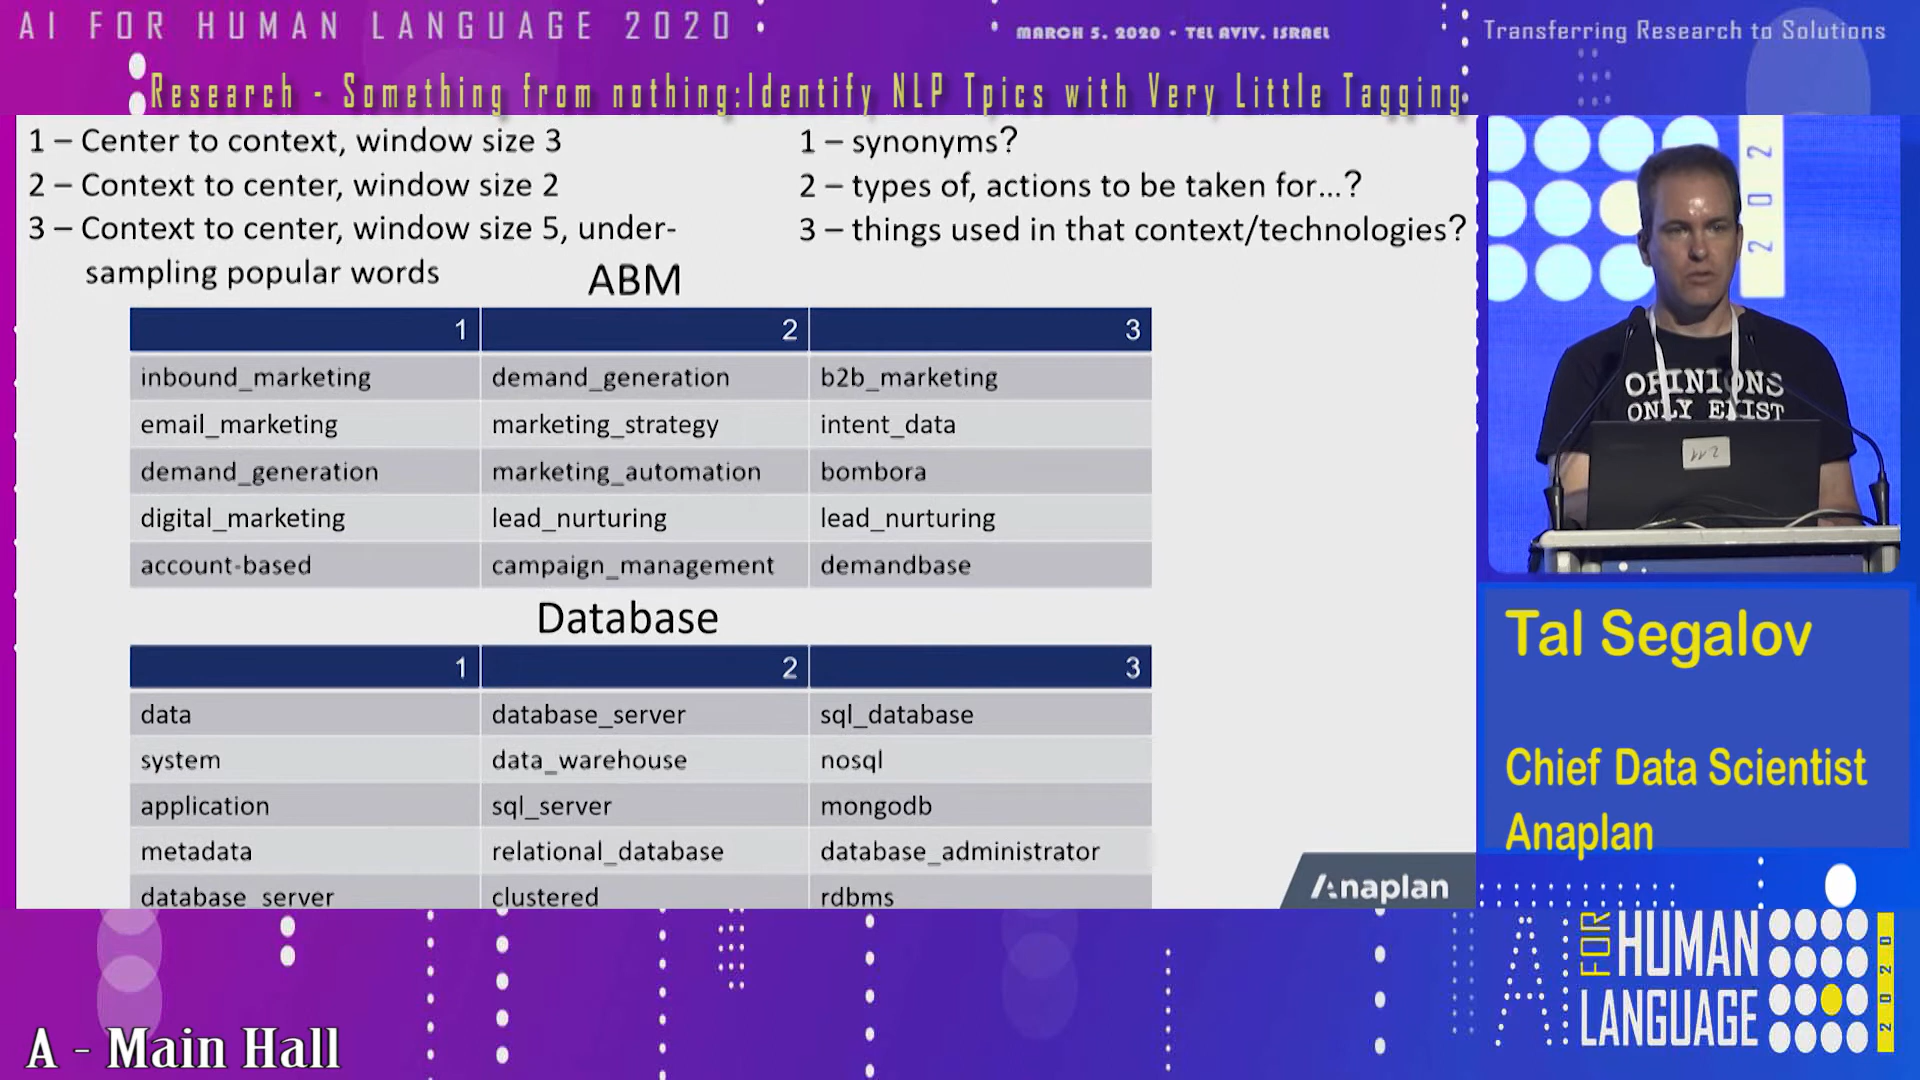 AI FOR HUMAN LANGUAGE 2020
MARCH 5. 2020 • TEL AVIV. ISRAEL
Transferring Research to Solutions
Research - Something from nothing:Identify NLP Tpics with Very Little Tagging
1 – Center to context, window size 3
2 – Context to center, window size 2
3 – Context to center, window size 5, under-
sampling popular words
1 – synonyms?
2 – types of, actions to be taken for...?
3 – things used in that context/technologies?
ABM
1 2 3
inbound_marketing demand_generation b2b_marketing
email_marketing marketing_strategy intent_data
demand_generation marketing_automation bombora
digital_marketing lead_nurturing lead_nurturing
account-based campaign_management demandbase
Database
1 2 3
data database_server sql_database
system data_warehouse nosql
application sql_server mongodb
metadata relational_database database_administrator
database_server clustered rdbms
Anaplan
202
OPINIONS
ONLY EXIST
211
Tal Segalov
Chief Data Scientist
Anaplan
A - Main Hall
AI FOR HUMAN
LANGUAGE
2020